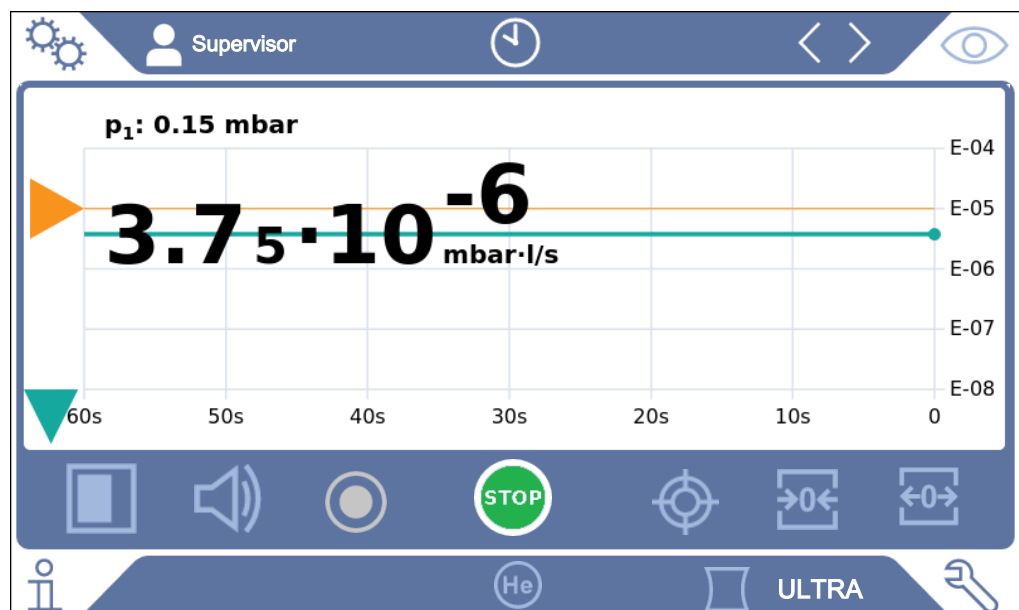 Supervisor
p₁: 0.15 mbar
3.75·10⁻⁶ mbar·l/s
E-04
E-05
E-06
E-07
E-08
60s 50s 40s 30s 20s 10s 0
STOP →0← ←0→
He ULTRA